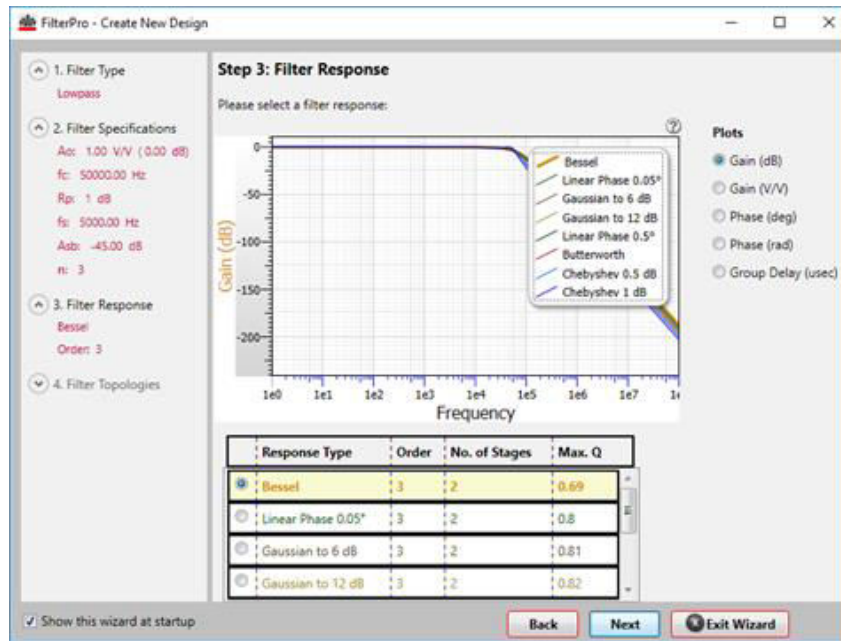 FilterPro - Create New Design
1. Filter Type
Lowpass
2. Filter Specifications
Ao: 1.00 V/V (0.00 dB)
fc: 50000.00 Hz
Rp: 1 dB
fs: 5000.00 Hz
Asb: -45.00 dB
n: 3
3. Filter Response
Bessel
Order: 3
4. Filter Topologies
Step 3: Filter Response
Please select a filter response:
?
Gain (dB)
0
-50
-100
-150
-200
1e0 1e1 1e2 1e3 1e4 1e5 1e6 1e7 1e
Frequency
Bessel
Linear Phase 0.05°
Gaussian to 6 dB
Gaussian to 12 dB
Linear Phase 0.5°
Butterworth
Chebyshev 0.5 dB
Chebyshev 1 dB
Plots
Gain (dB)
Gain (V/V)
Phase (deg)
Phase (rad)
Group Delay (usec)
Response Type Order No. of Stages Max. Q
Bessel 3 2 0.69
Linear Phase 0.05° 3 2 0.8
Gaussian to 6 dB 3 2 0.81
Gaussian to 12 dB 3 2 0.82
Show this wizard at startup
Back Next Exit Wizard